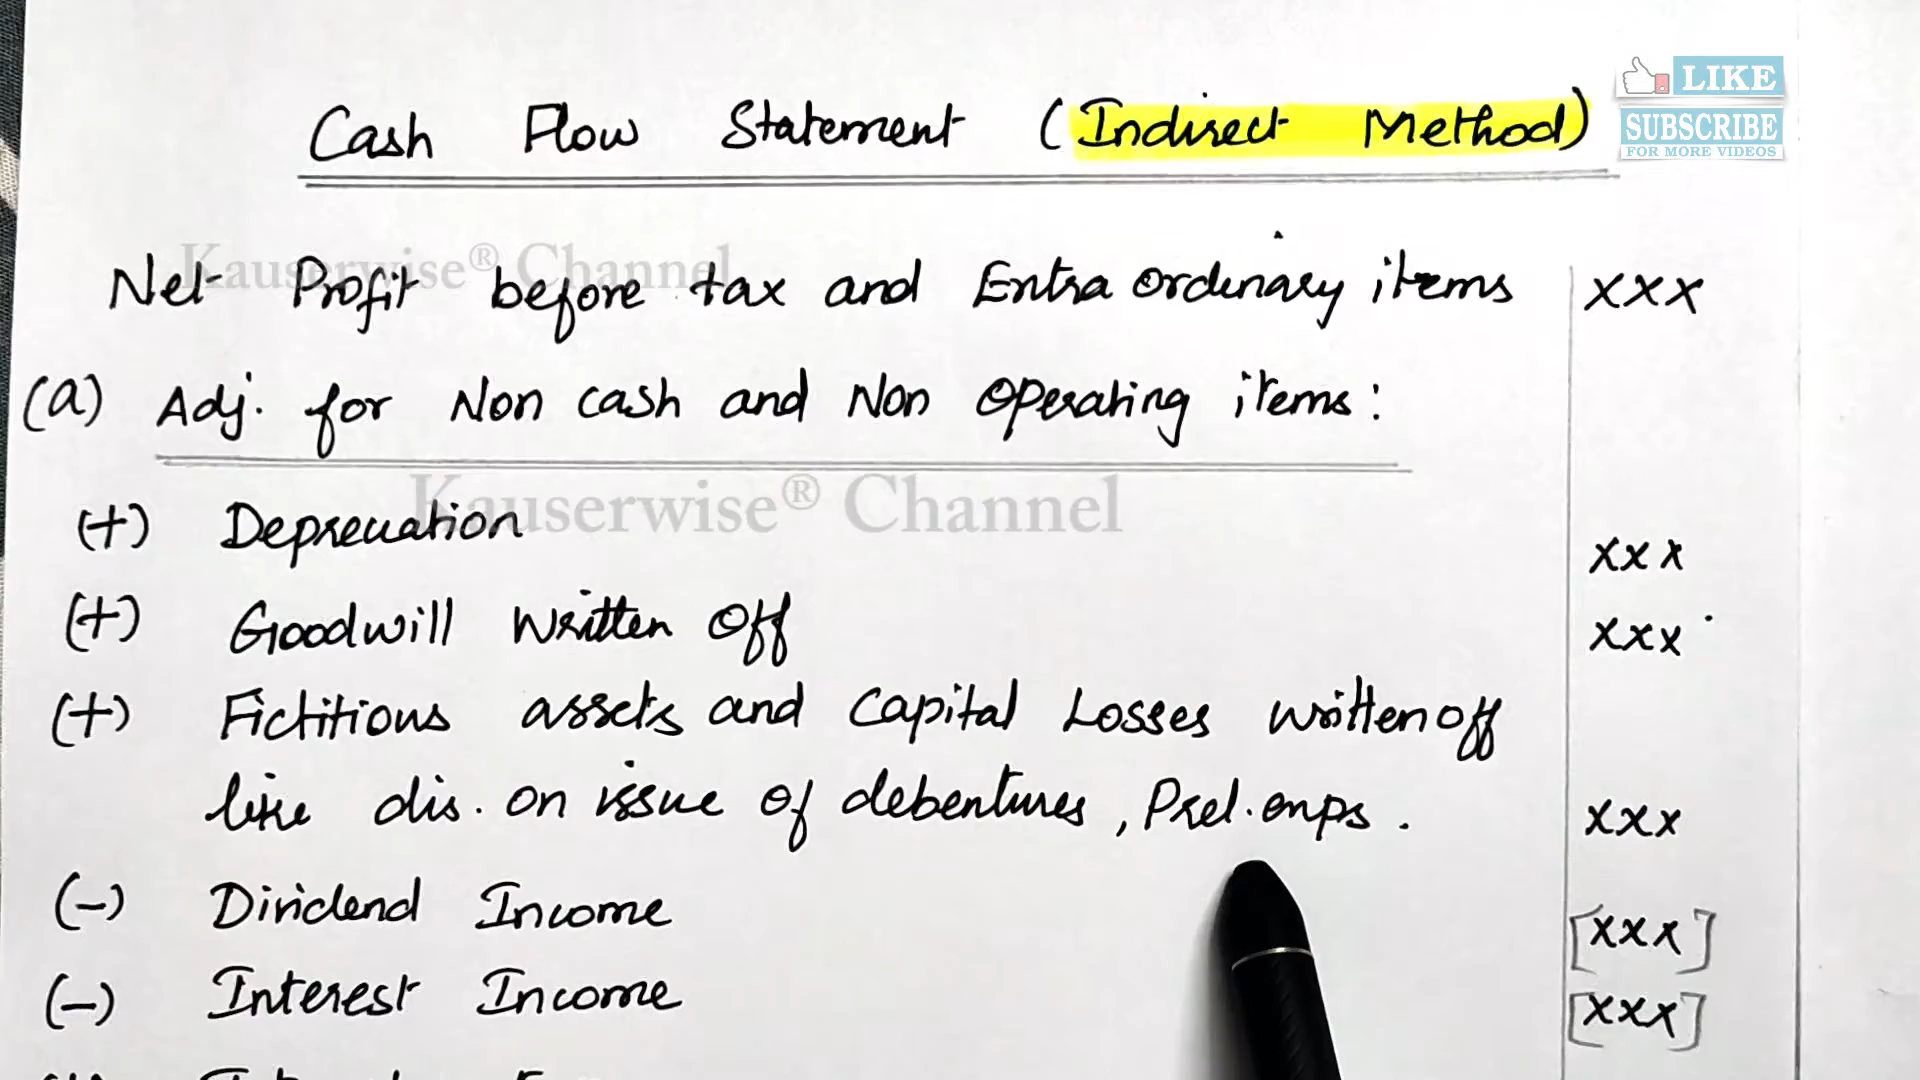 LIKE
SUBSCRIBE
FOR MORE VIDEOS
Cash Flow Statement (Indirect Method)
Kauserwise® Channel
Net Profit before tax and Extra ordinary items xxx
(a) Adj. for Non cash and Non Operating items:
Kauserwise® Channel
(+) Depreciation xxx
(+) Goodwill written Off xxx
(+) Fictitious assets and Capital Losses written off
like dis. on issue of debentures, Prel. exps. xxx
(-) Dividend Income [xxx]
(-) Interest Income [xxx]